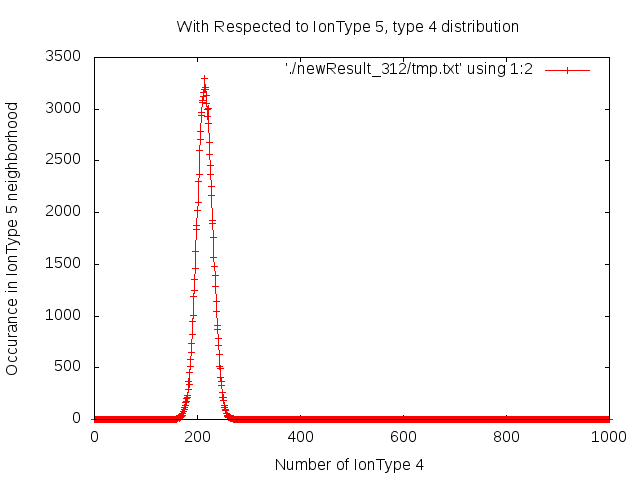 With Respected to IonType 5, type 4 distribution
3500
'./newResult_312/tmp.txt' using 1:2
3000
2500
2000
1500
1000
500
0
Occurance in IonType 5 neighborhood
0 200 400 600 800 1000
Number of IonType 4